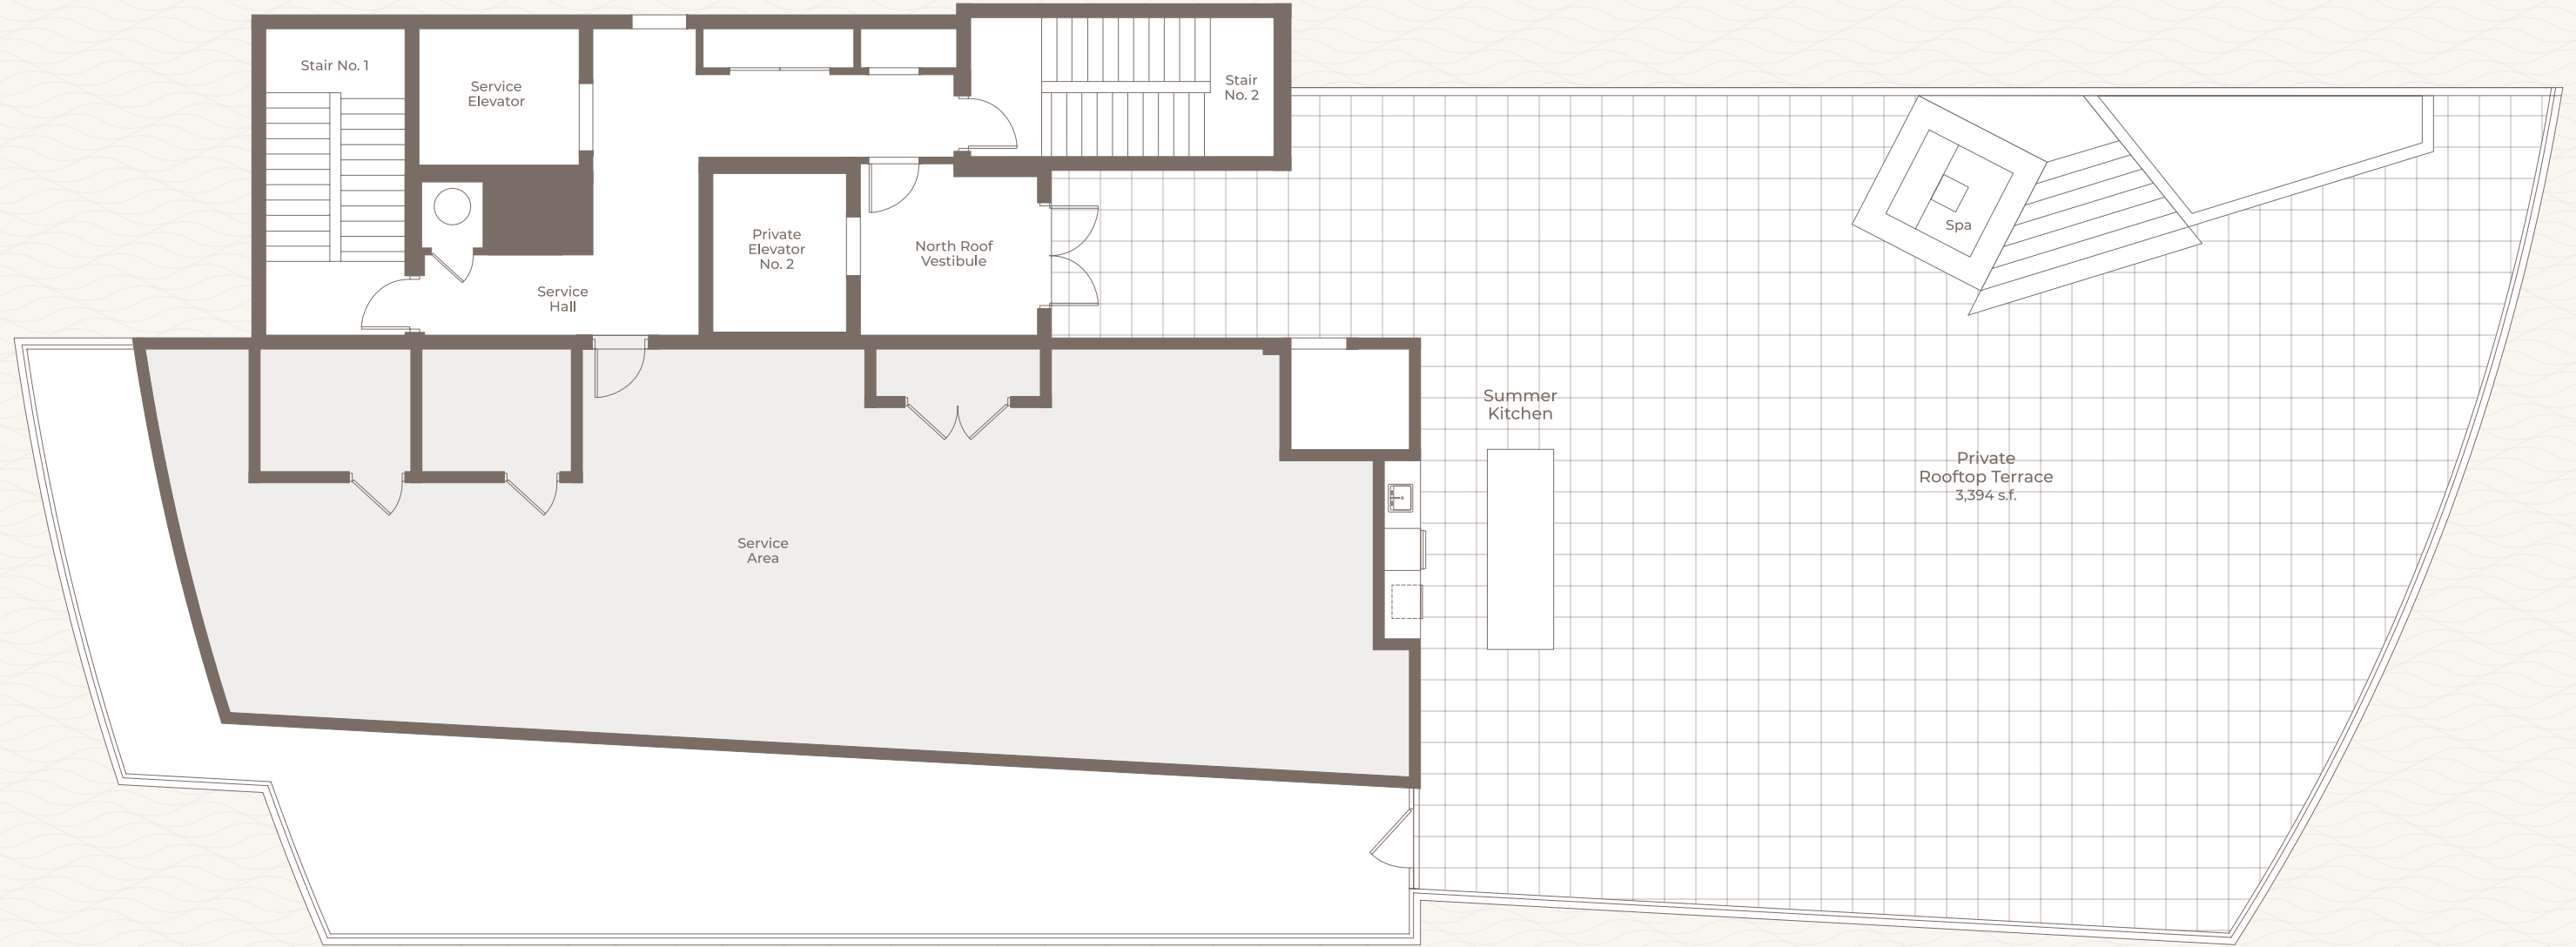 Stair No. 1
Service
Elevator
Stair
No. 2
Spa
Private
Elevator
No. 2
North Roof
Vestibule
Service
Hall
Summer
Kitchen
Private
Rooftop Terrace
3,394 s.f.
Service
Area